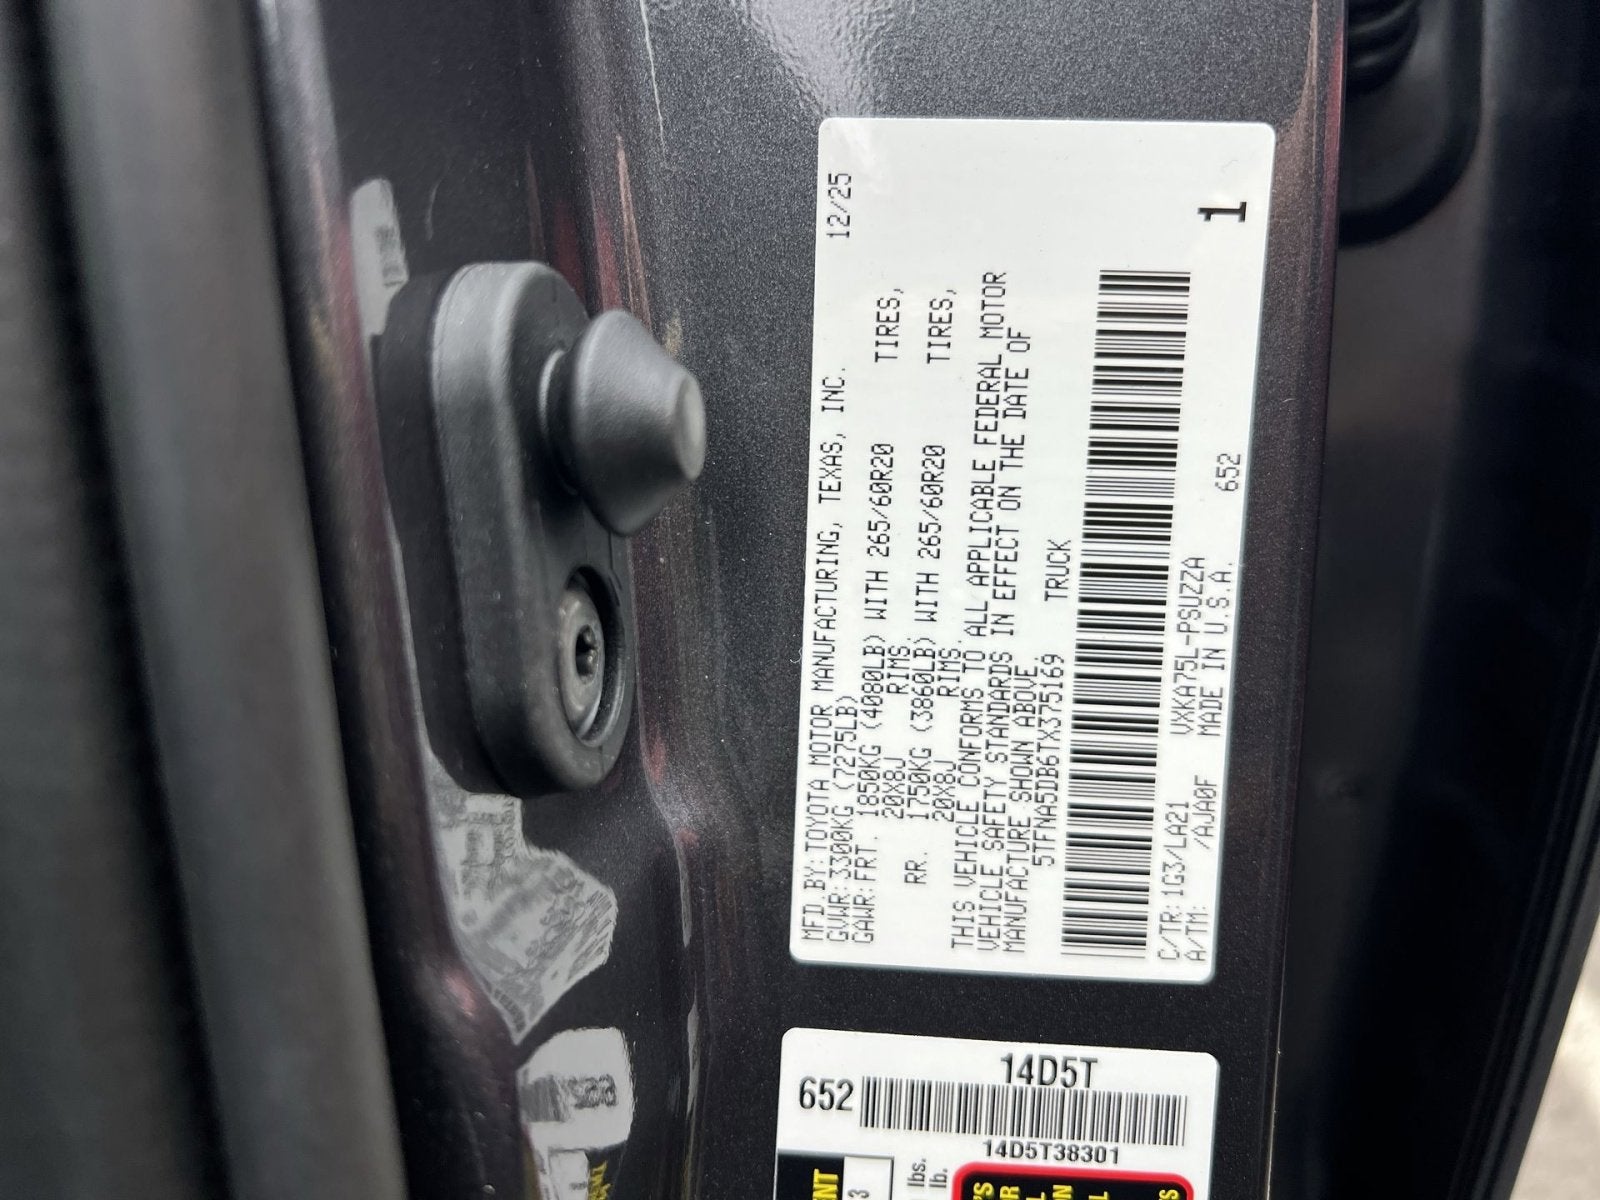 MFD.BY:TOYOTA MOTOR MANUFACTURING, TEXAS, INC. 12/25
GVWR:3300KG (7275LB)
GAWR:FRT. 1850KG (4080LB) WITH 265/60R20 TIRES,
20X8J RIMS.
RR. 1750KG (3860LB) WITH 265/60R20 TIRES,
20X8J RIMS.
THIS VEHICLE CONFORMS TO ALL APPLICABLE FEDERAL MOTOR
VEHICLE SAFETY STANDARDS IN EFFECT ON THE DATE OF
MANUFACTURE SHOWN ABOVE.
5TFNA5DB6TX375169 TRUCK
C/TR:1G3/LA21 VXKA75L-PSUZZA
A/TM: /AJA0F MADE IN U.S.A. 652
1
14D5T
652
14D5T38301
3
lbs.
lb.